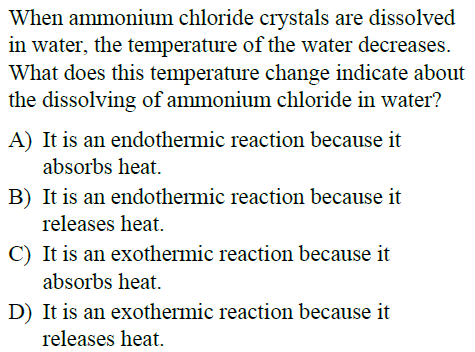 When ammonium chloride crystals are dissolved
in water, the temperature of the water decreases.
What does this temperature change indicate about
the dissolving of ammonium chloride in water?
A) It is an endothermic reaction because it
absorbs heat.
B) It is an endothermic reaction because it
releases heat.
C) It is an exothermic reaction because it
absorbs heat.
D) It is an exothermic reaction because it
releases heat.